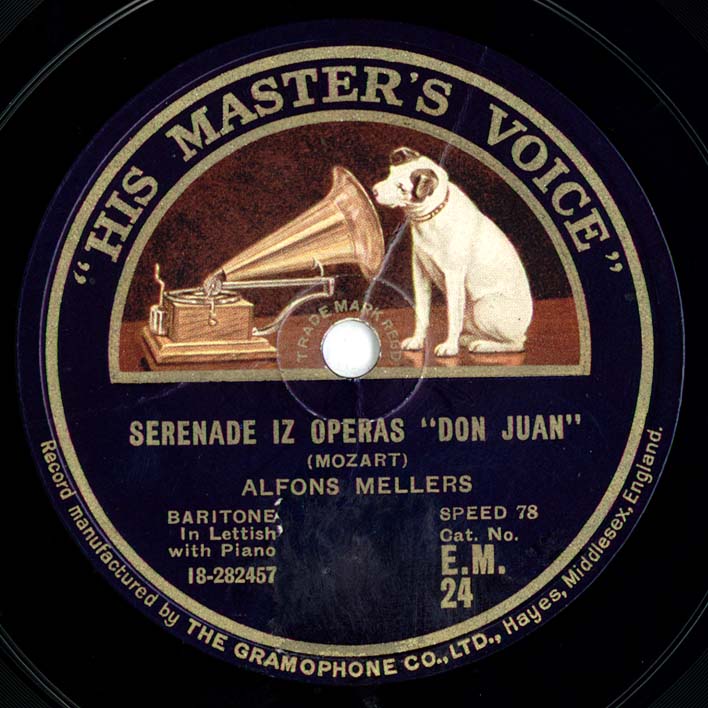 "HIS MASTER'S VOICE"
TRADE MARK REGD
SERENADE IZ OPERAS "DON JUAN"
(MOZART)
ALFONS MELLERS
BARITONE
In Lettish
with Piano
18-282457
SPEED 78
Cat. No.
E.M.
24
Record manufactured by THE GRAMOPHONE CO., LTD., Hayes, Middlesex, England.